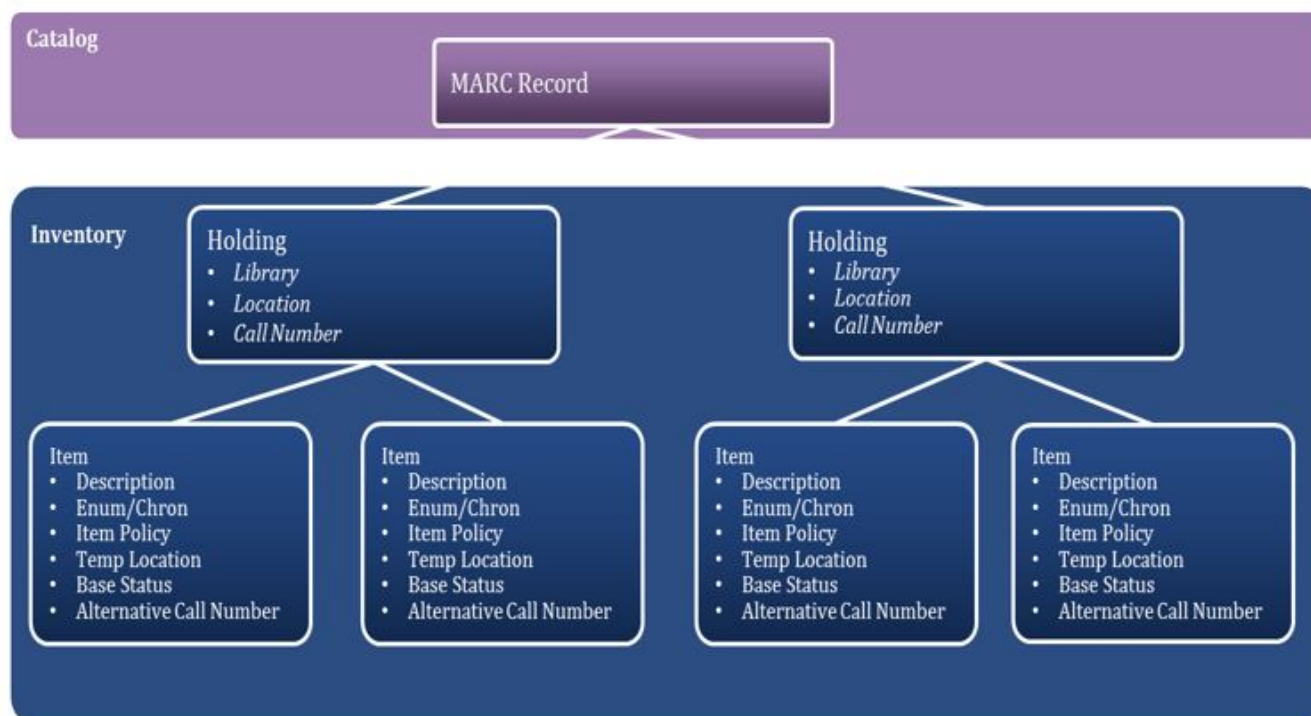 Catalog
MARC Record
Inventory
Holding
• Library
• Location
• Call Number
Holding
• Library
• Location
• Call Number
Item
• Description
• Enum/Chron
• Item Policy
• Temp Location
• Base Status
• Alternative Call Number
Item
• Description
• Enum/Chron
• Item Policy
• Temp Location
• Base Status
• Alternative Call Number
Item
• Description
• Enum/Chron
• Item Policy
• Temp Location
• Base Status
• Alternative Call Number
Item
• Description
• Enum/Chron
• Item Policy
• Temp Location
• Base Status
• Alternative Call Number